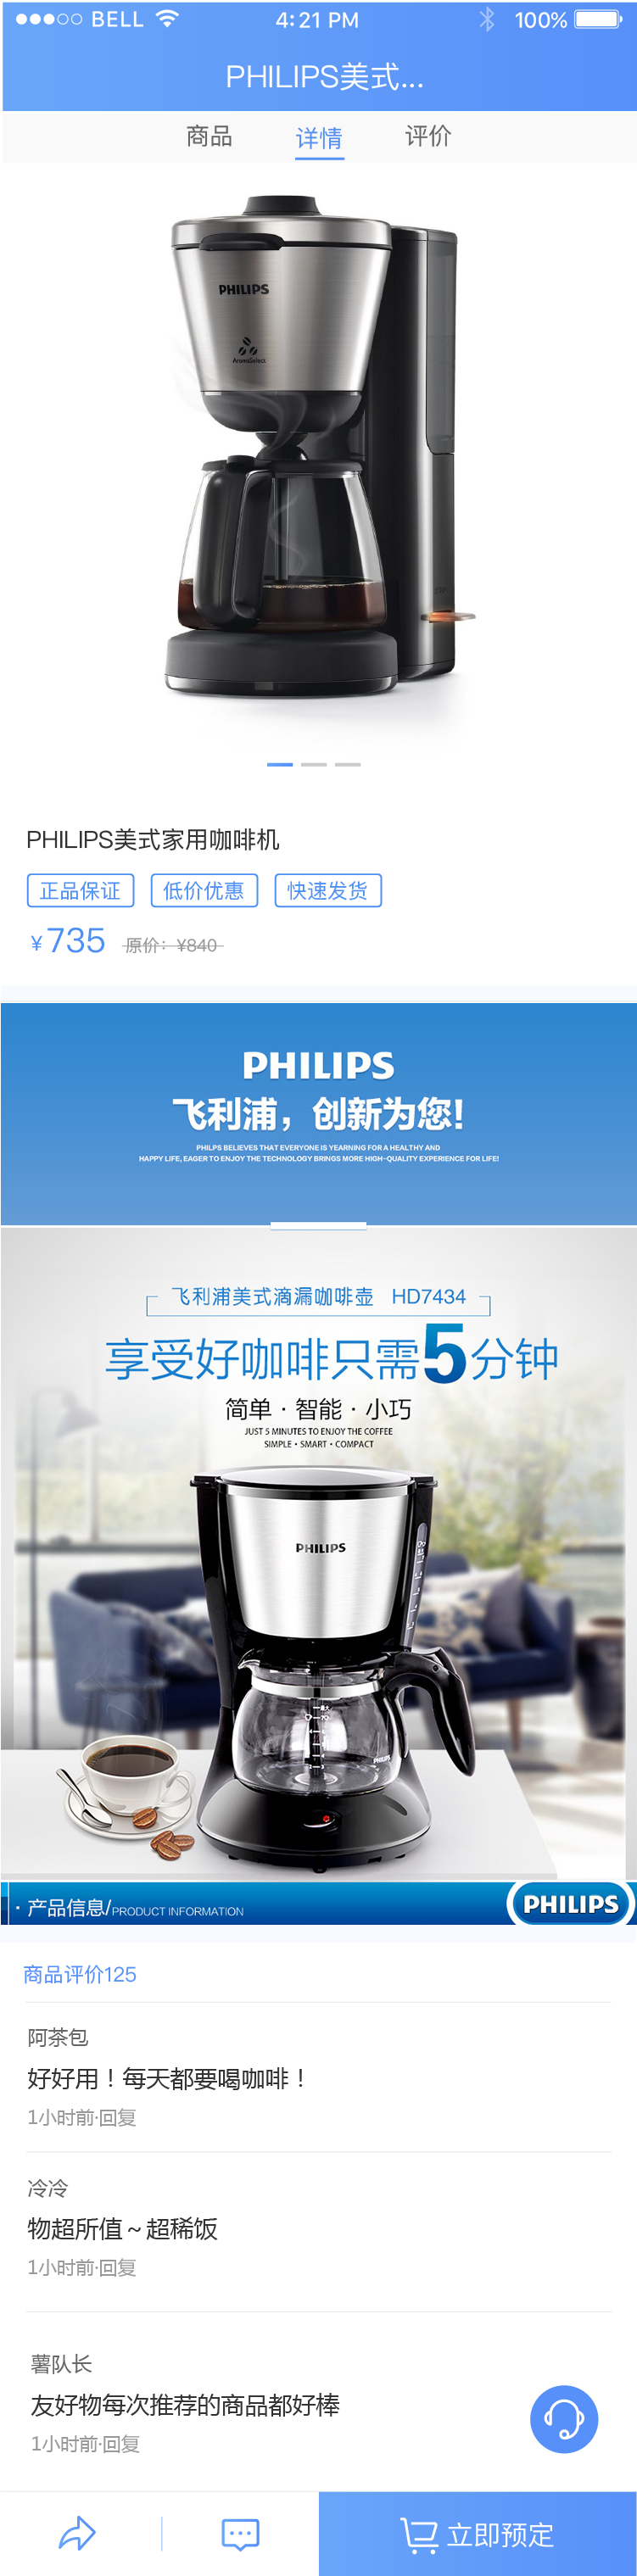 BELL
4:21 PM
100%
PHILIPS美式...
商品
详情
评价
PHILIPS
AromaSelect
PHILIPS美式家用咖啡机
正品保证
低价优惠
快速发货
¥735
原价：¥840
PHILIPS
飞利浦，创新为您!
PHILPS BELIEVES THAT EVERYONE IS YEARNING FOR A HEALTHY AND
HAPPY LIFE, EAGER TO ENJOY THE TECHNOLOGY BRINGS MORE HIGH-QUALITY EXPERIENCE FOR LIFE!
飞利浦美式滴漏咖啡壶 HD7434
享受好咖啡只需5分钟
简单 · 智能 · 小巧
JUST 5 MINUTES TO ENJOY THE COFFEE
SIMPLE • SMART • COMPACT
PHILIPS
PHILIPS
· 产品信息/PRODUCT INFORMATION
PHILIPS
商品评价125
阿茶包
好好用！每天都要喝咖啡！
1小时前·回复
冷冷
物超所值～超稀饭
1小时前·回复
薯队长
友好物每次推荐的商品都好棒
1小时前·回复
立即预定